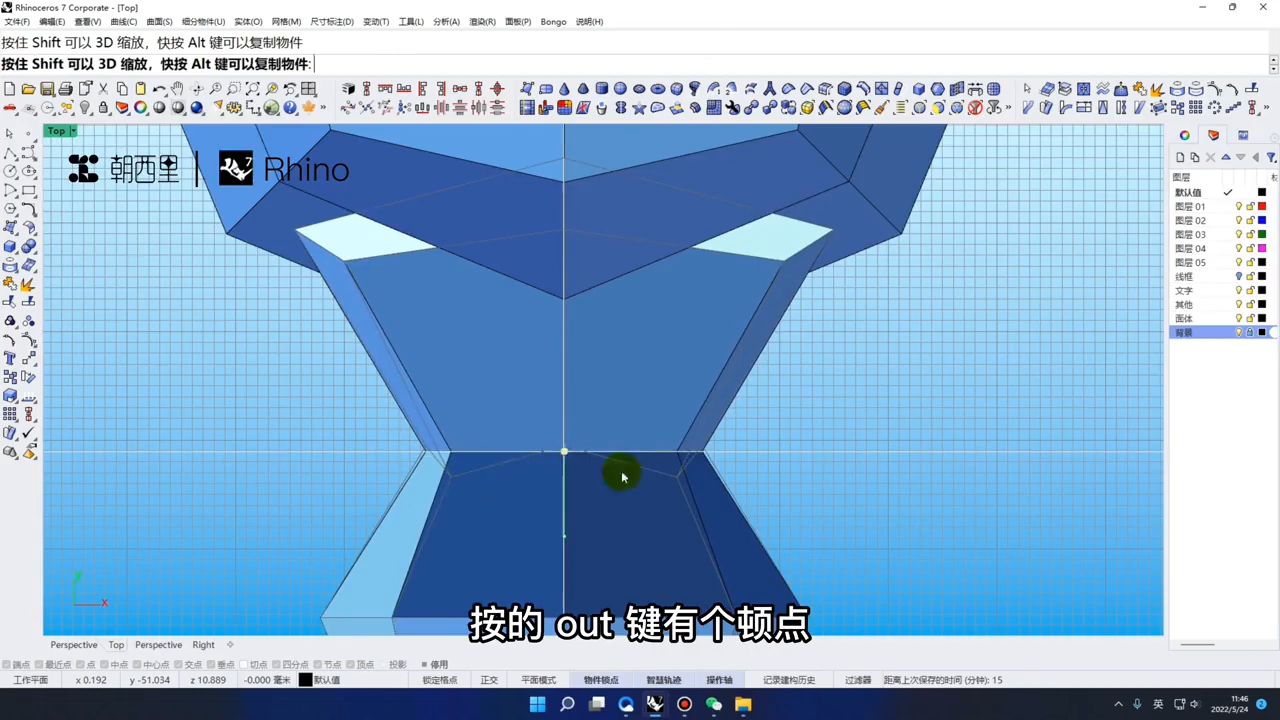 Rhinoceros 7 Corporate - [Top]
文件(F) 编辑(E) 查看(V) 曲线(C) 曲面(S) 细分物件(U) 实体(O) 网格(M) 尺寸标注(D) 变动(T) 工具(L) 分析(A) 渲染(R) 面板(P) Bongo 说明(H)
按住 Shift 可以 3D 缩放，快按 Alt 键可以复制物件
按住 Shift 可以 3D 缩放，快按 Alt 键可以复制物件:
Top
朝西里 Rhino
7
图层
默认值
图层 01
图层 02
图层 03
图层 04
图层 05
线框
文字
其他
面体
背景
y
x
按的 out 键有个顿点
Perspective Top Perspective Right
端点 最近点 点 中点 中心点 交点 垂点 切点 四分点 节点 顶点 投影 停用
工作平面 x 0.192 y -51.034 z 10.889 -0.000 毫米 默认值 锁定格点 正交 平面模式 物件锁点 智慧轨迹 操作轴 记录建构历史 过滤器 距离上次保存的时间 (分钟): 15
英
11:46
2022/5/24
2